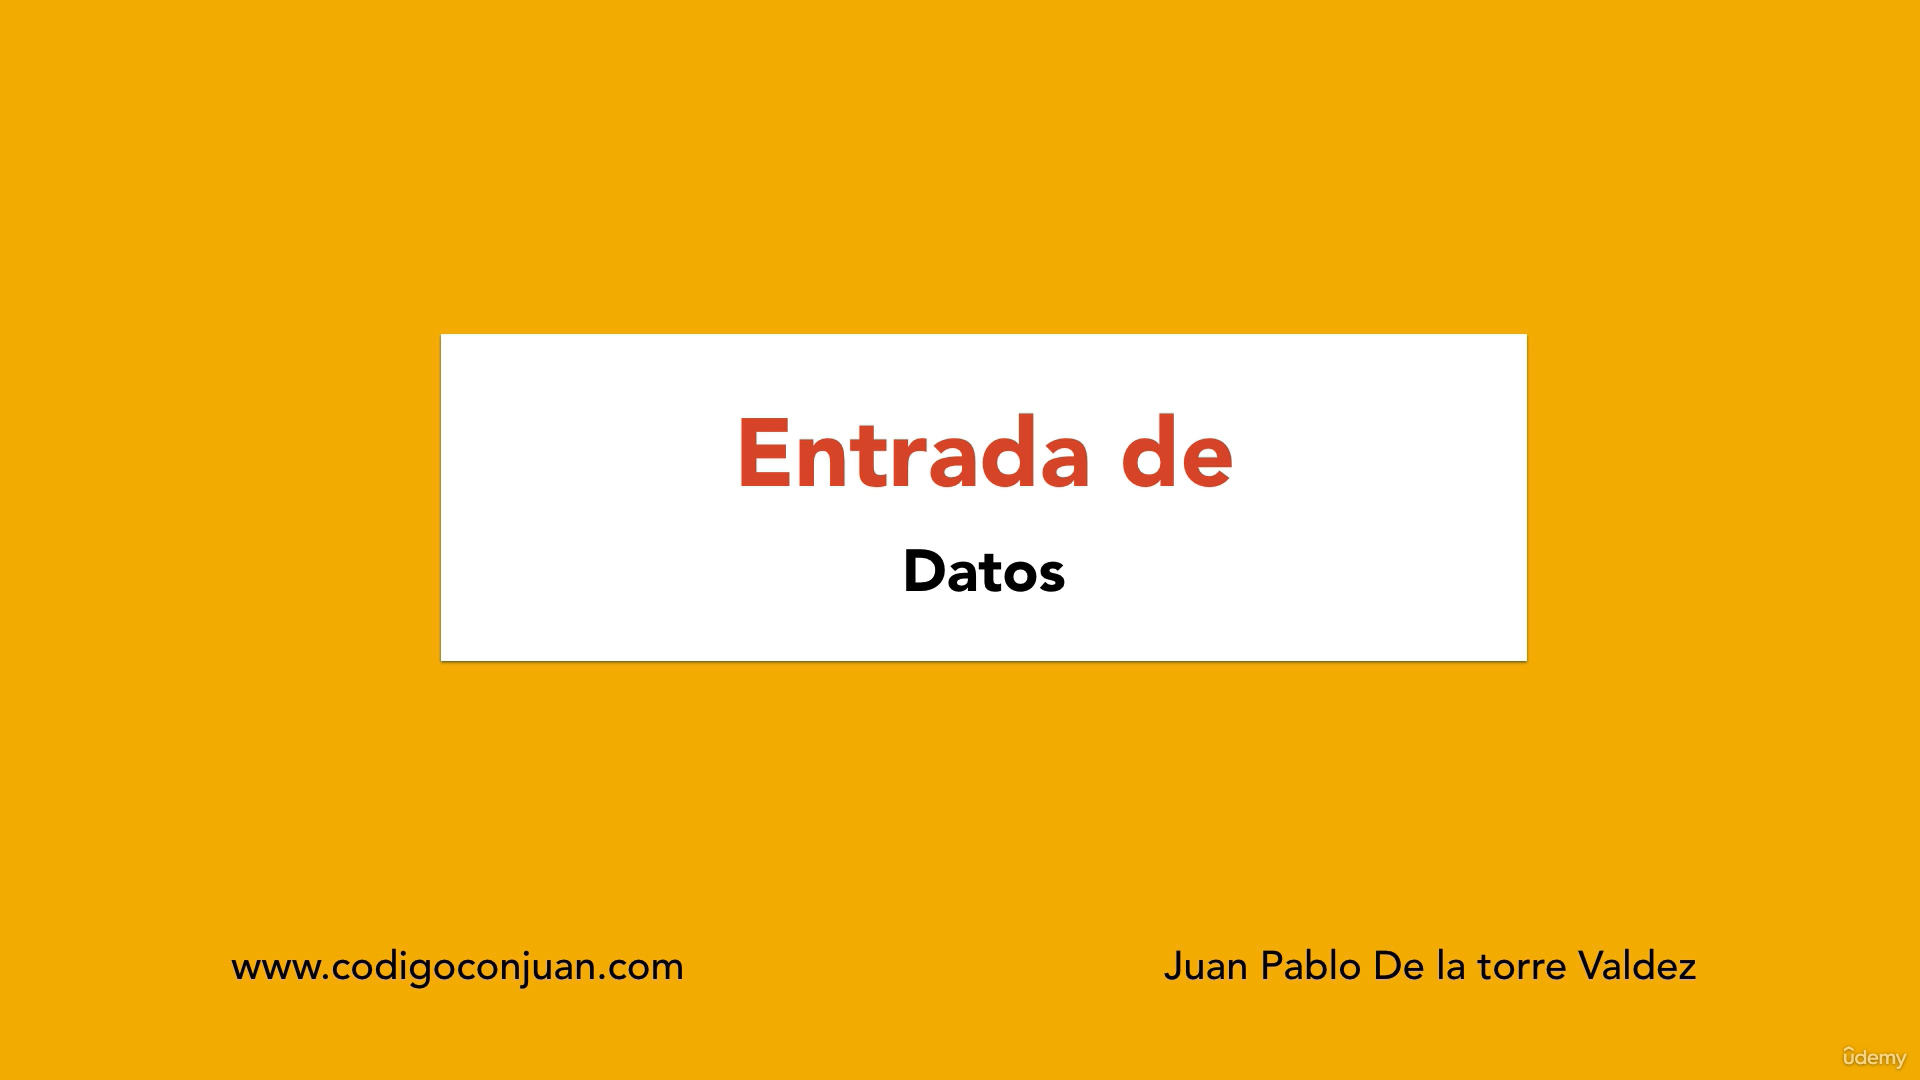 Entrada de
Datos
www.codigoconjuan.com
Juan Pablo De la torre Valdez
ûdemy